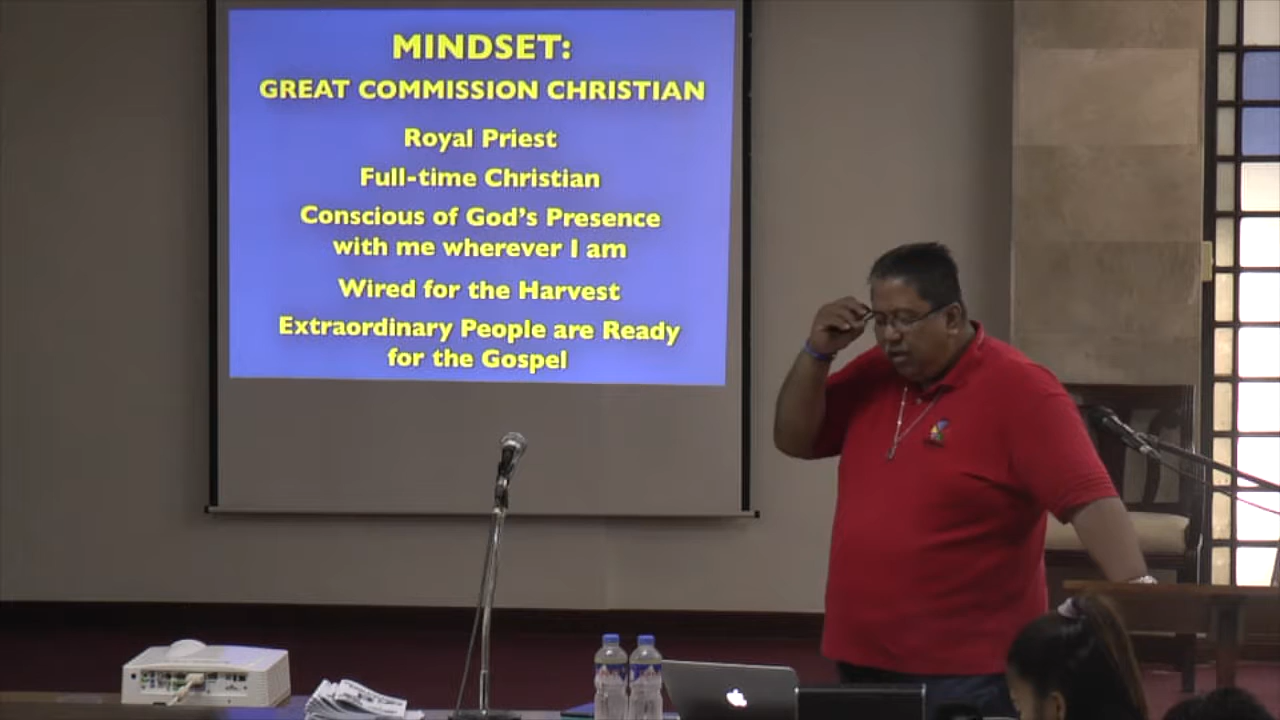 MINDSET:
GREAT COMMISSION CHRISTIAN
Royal Priest
Full-time Christian
Conscious of God's Presence
with me wherever I am
Wired for the Harvest
Extraordinary People are Ready
for the Gospel